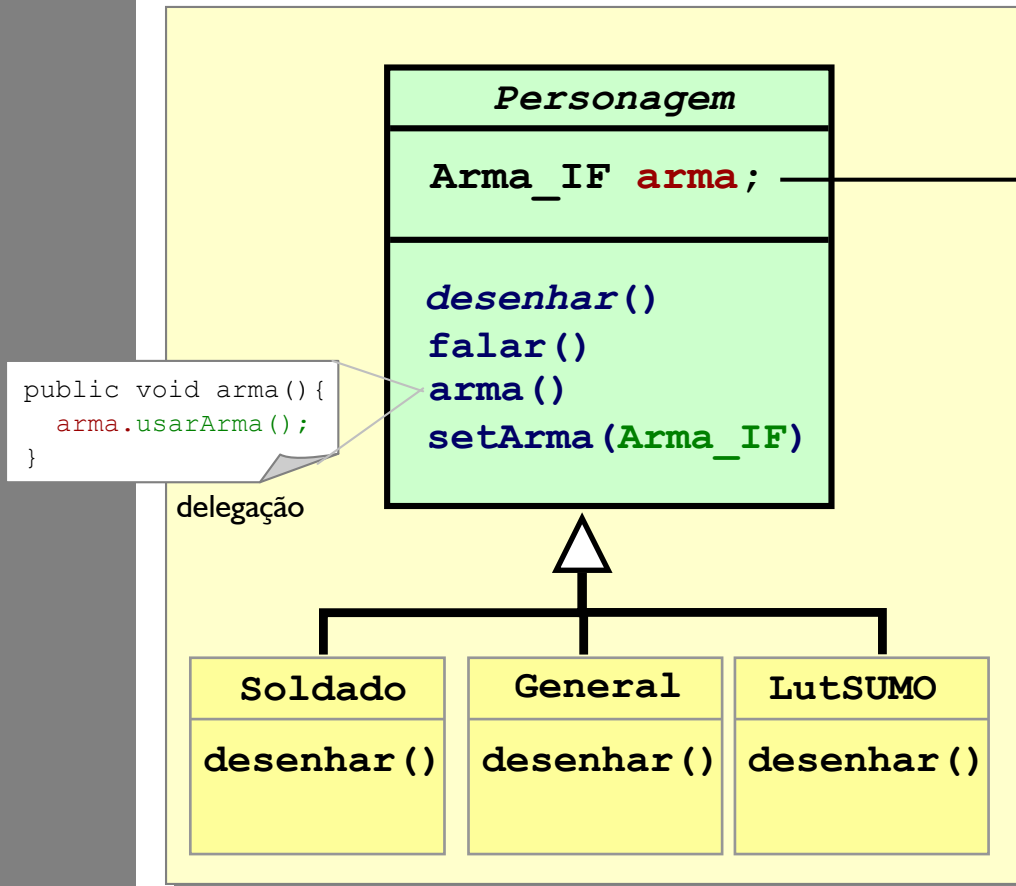 Personagem
Arma_IF arma;
desenhar()
falar()
arma()
setArma(Arma_IF)
public void arma(){
arma.usarArma();
}
delegação
Soldado
desenhar()
General
desenhar()
LutSUMO
desenhar()